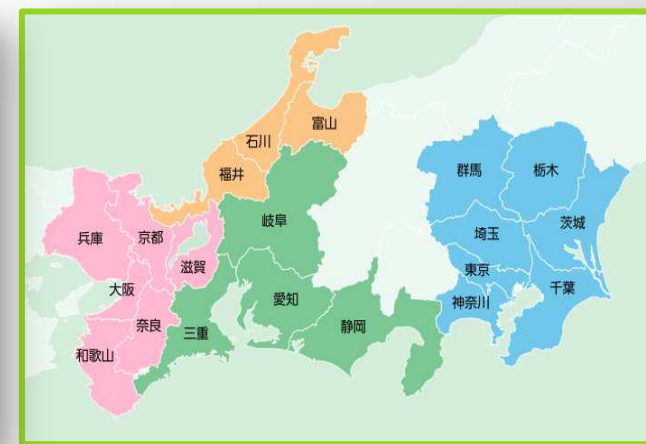 富山
石川
福井
群馬
栃木
岐阜
茨城
埼玉
兵庫
京都
滋賀
東京
大阪
千葉
愛知
神奈川
奈良
静岡
三重
和歌山